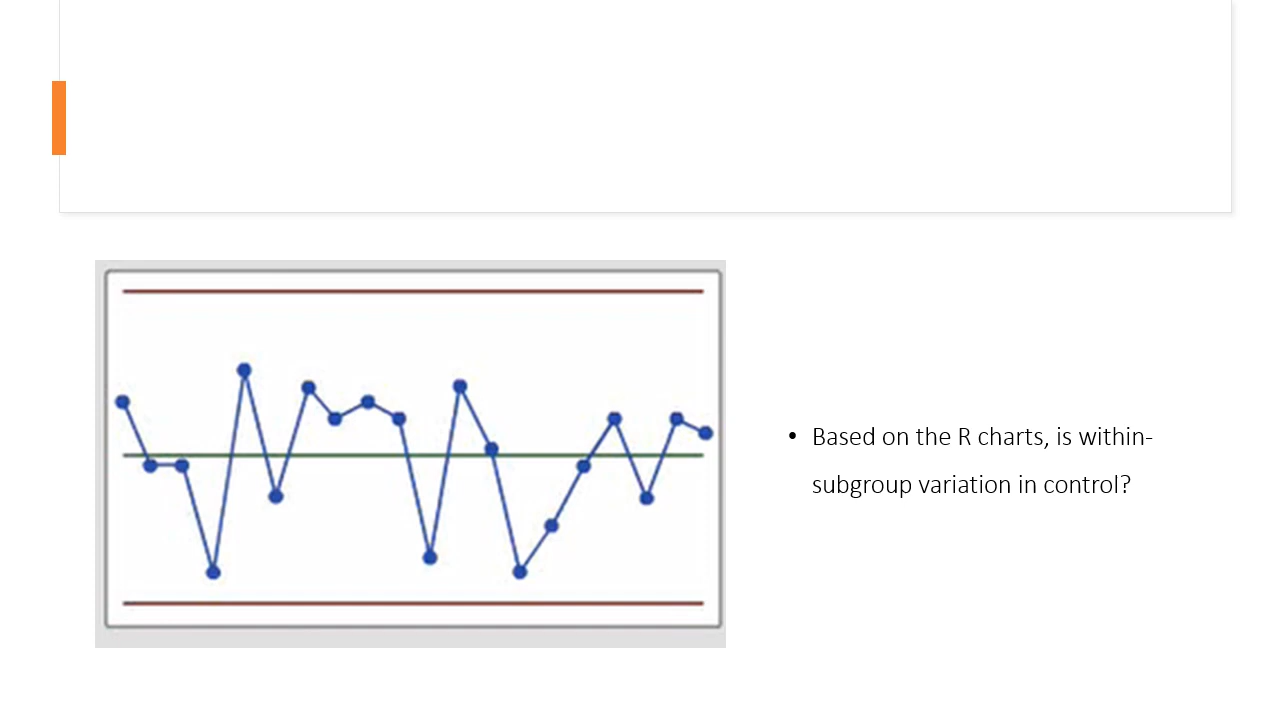 • Based on the R charts, is within-
subgroup variation in control?